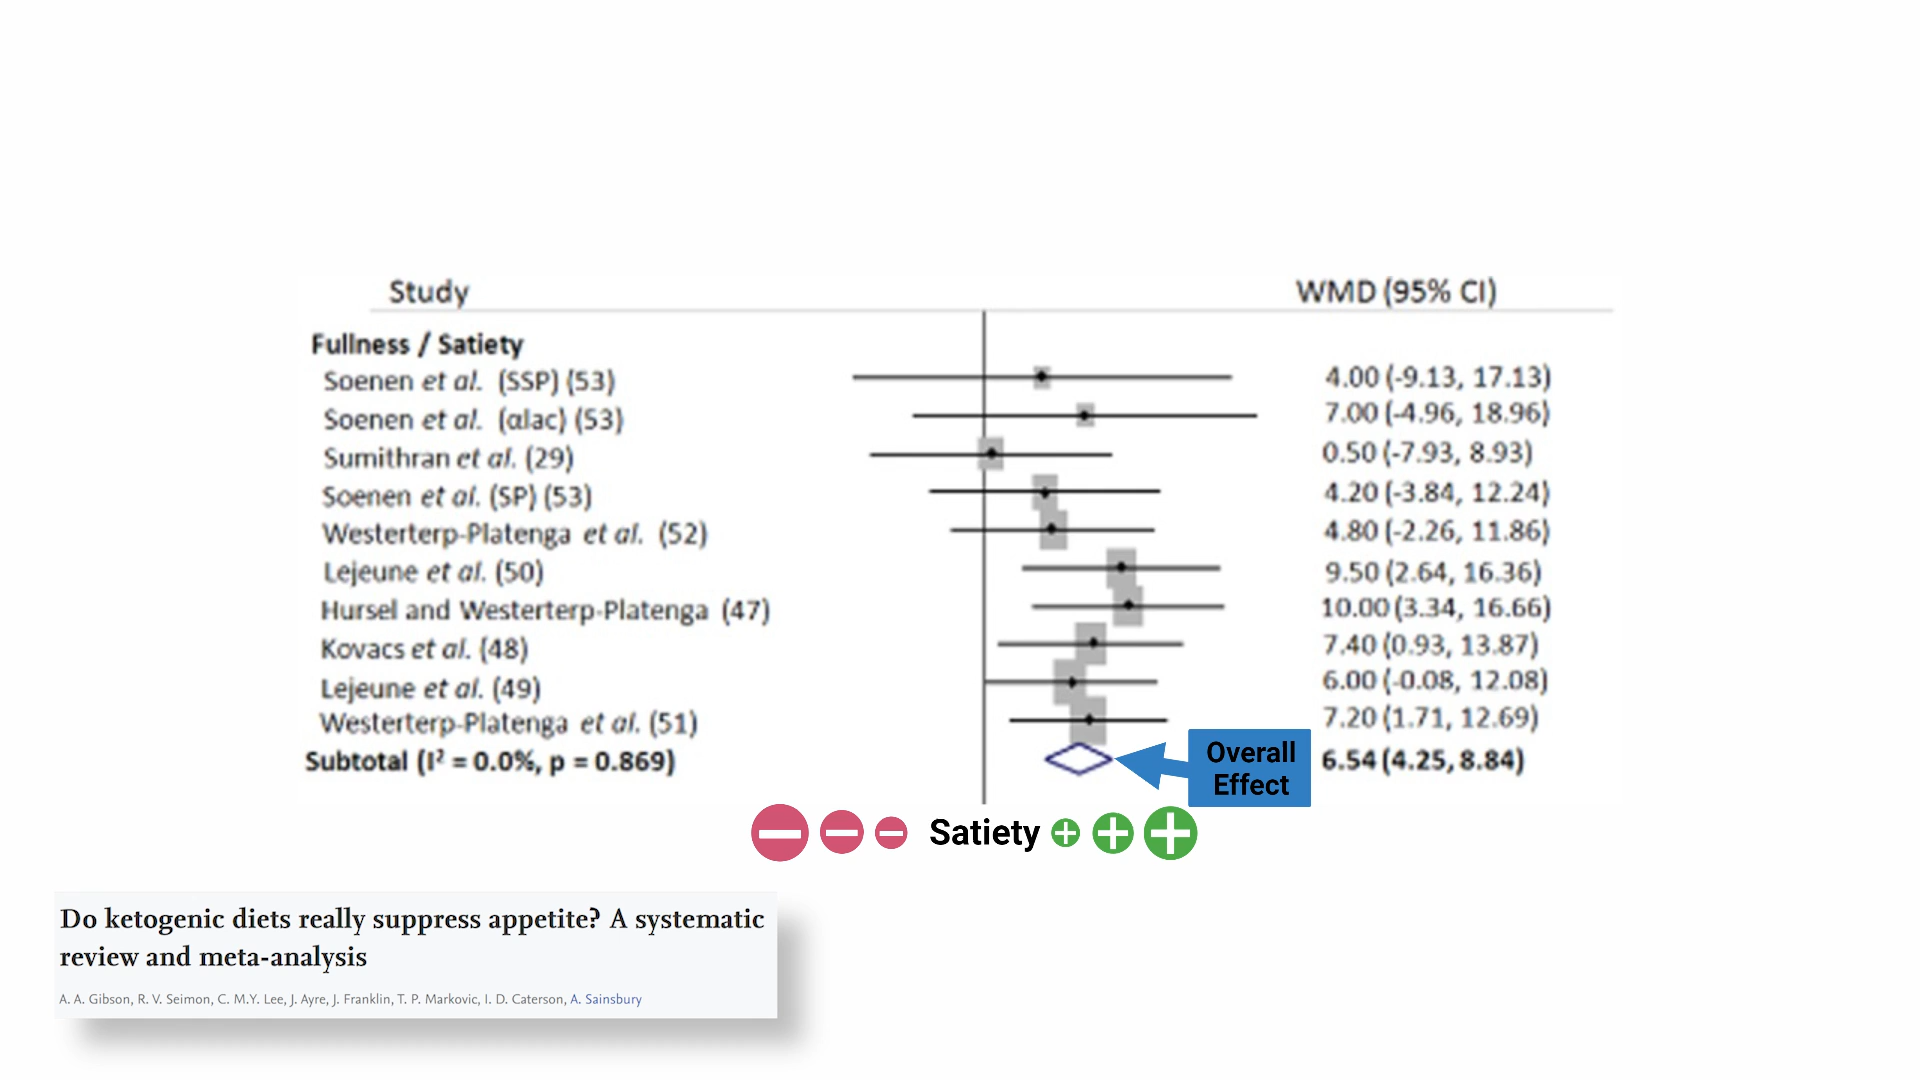 Study WMD (95% CI)
Fullness / Satiety
Soenen et al. (SSP) (53) 4.00 (-9.13, 17.13)
Soenen et al. (αlac) (53) 7.00 (-4.96, 18.96)
Sumithran et al. (29) 0.50 (-7.93, 8.93)
Soenen et al. (SP) (53) 4.20 (-3.84, 12.24)
Westerterp-Platenga et al. (52) 4.80 (-2.26, 11.86)
Lejeune et al. (50) 9.50 (2.64, 16.36)
Hursel and Westerterp-Platenga (47) 10.00 (3.34, 16.66)
Kovacs et al. (48) 7.40 (0.93, 13.87)
Lejeune et al. (49) 6.00 (-0.08, 12.08)
Westerterp-Platenga et al. (51) 7.20 (1.71, 12.69)
Subtotal (I² = 0.0%, p = 0.869) 6.54 (4.25, 8.84)
Overall
Effect
Satiety
Do ketogenic diets really suppress appetite? A systematic
review and meta-analysis
A. A. Gibson, R. V. Seimon, C. M.Y. Lee, J. Ayre, J. Franklin, T. P. Markovic, I. D. Caterson, A. Sainsbury